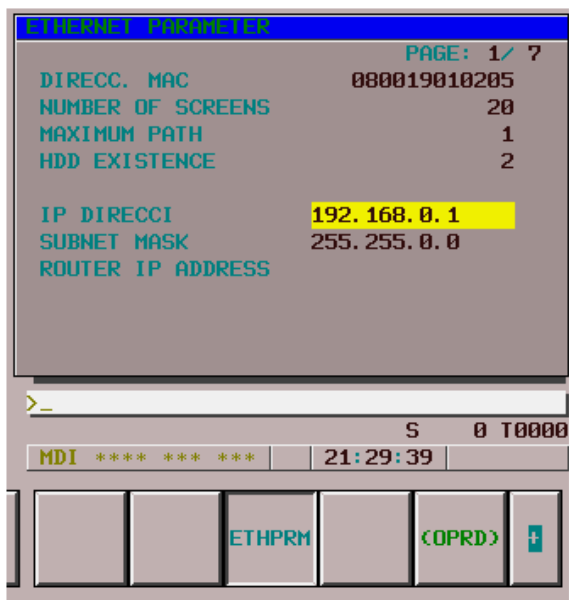 ETHERNET PARAMETER
PAGE: 1/ 7
DIRECC. MAC 080019010205
NUMBER OF SCREENS 20
MAXIMUM PATH 1
HDD EXISTENCE 2
IP DIRECCI 192.168.0.1
SUBNET MASK 255.255.0.0
ROUTER IP ADDRESS
>_
S 0 T0000
MDI **** *** *** 21:29:39
ETHPRM (OPRD) +